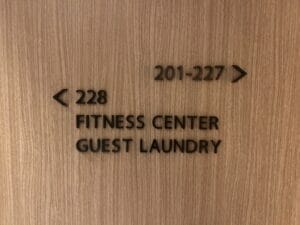 201-227 >
< 228
FITNESS CENTER
GUEST LAUNDRY